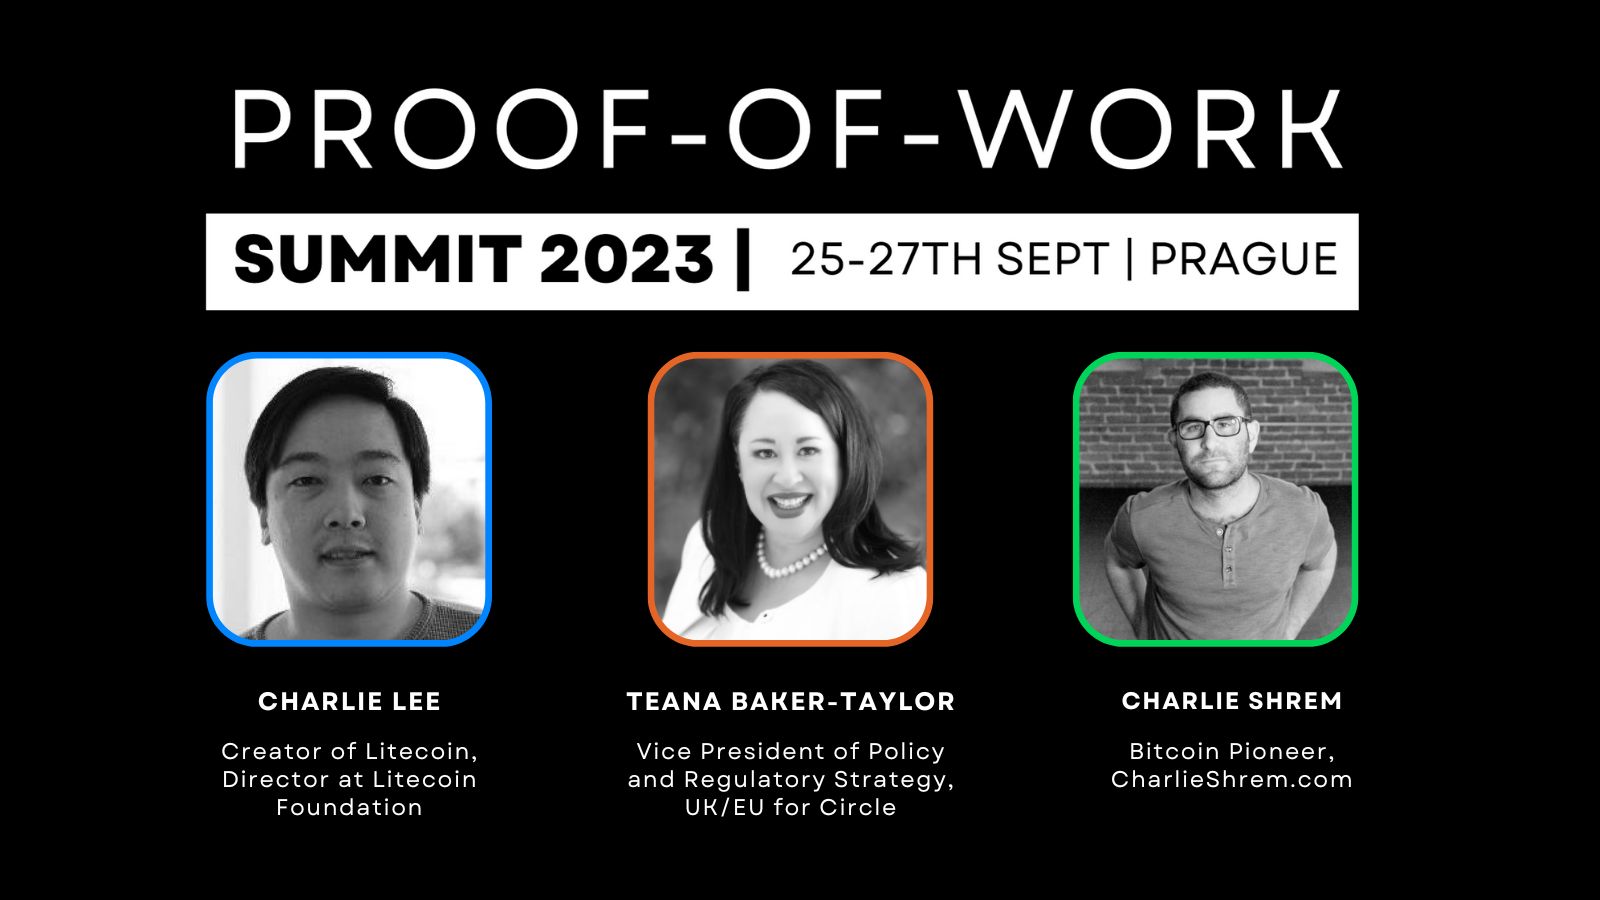 PROOF-OF-WORK
SUMMIT 2023 | 25-27TH SEPT | PRAGUE
CHARLIE LEE
Creator of Litecoin,
Director at Litecoin
Foundation
TEANA BAKER-TAYLOR
Vice President of Policy
and Regulatory Strategy,
UK/EU for Circle
CHARLIE SHREM
Bitcoin Pioneer,
CharlieShrem.com